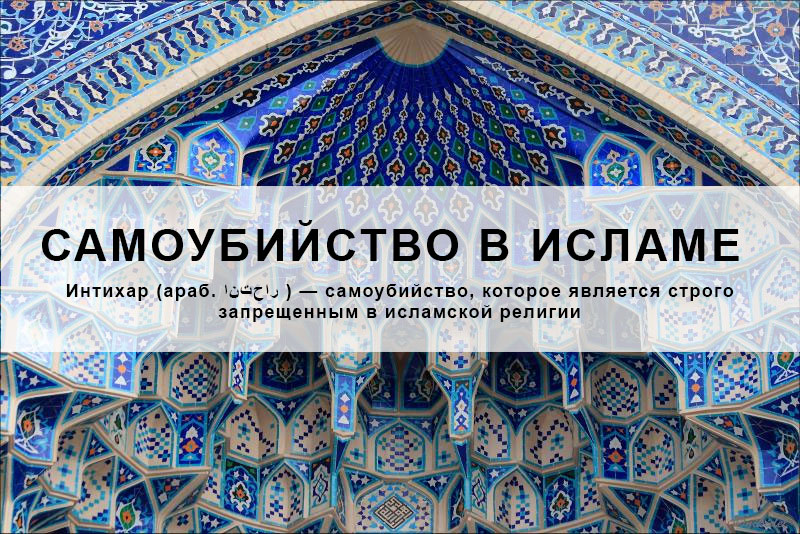 САМОУБИЙСТВО В ИСЛАМЕ
Интихар (араб. انتحار ) — самоубийство, которое является строго
запрещенным в исламской религии